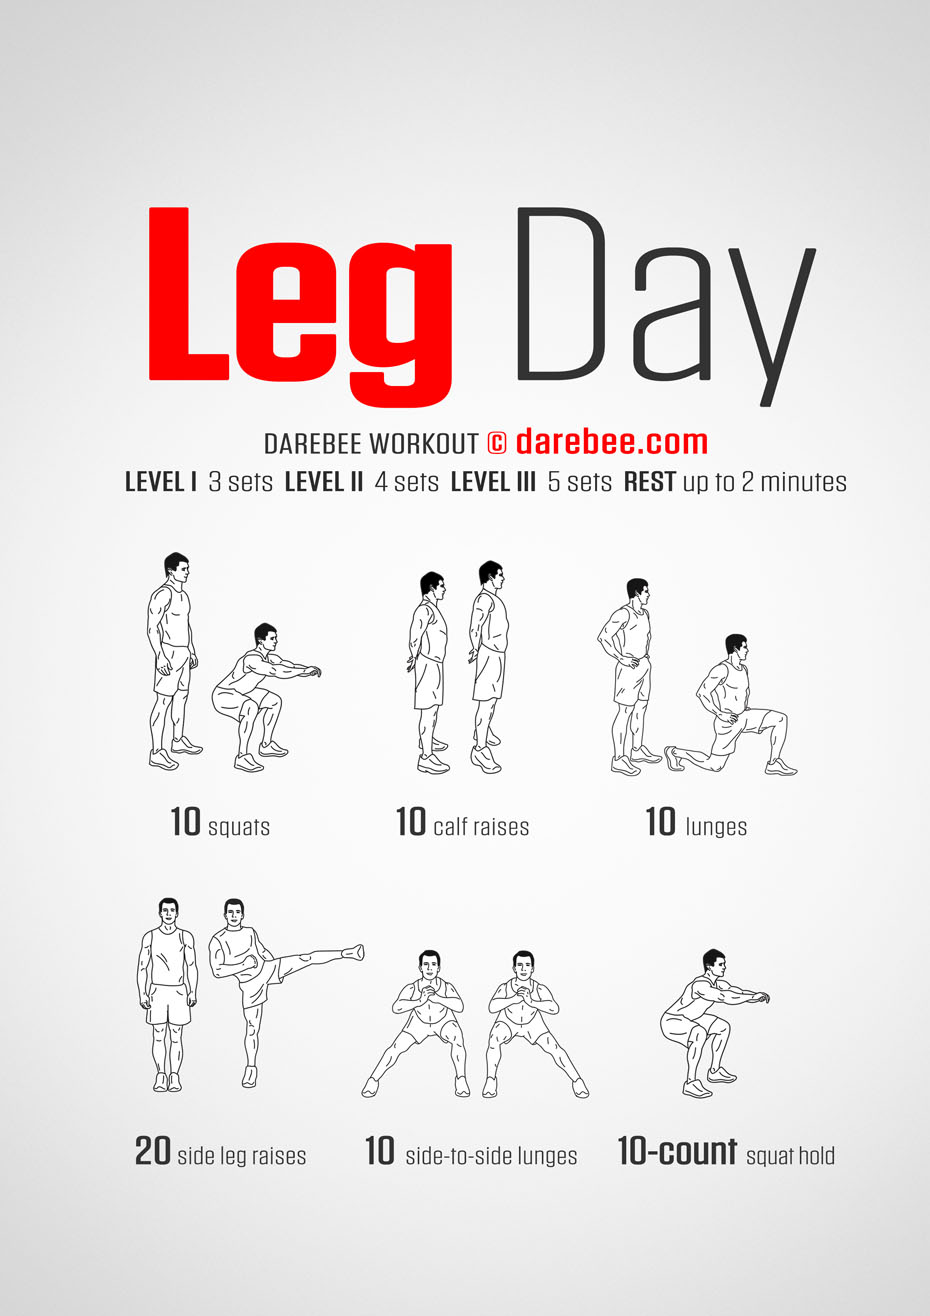 Leg Day
DAREBEE WORKOUT © darebee.com
LEVEL I 3 sets LEVEL II 4 sets LEVEL III 5 sets REST up to 2 minutes
10 squats
10 calf raises
10 lunges
20 side leg raises
10 side-to-side lunges
10-count squat hold